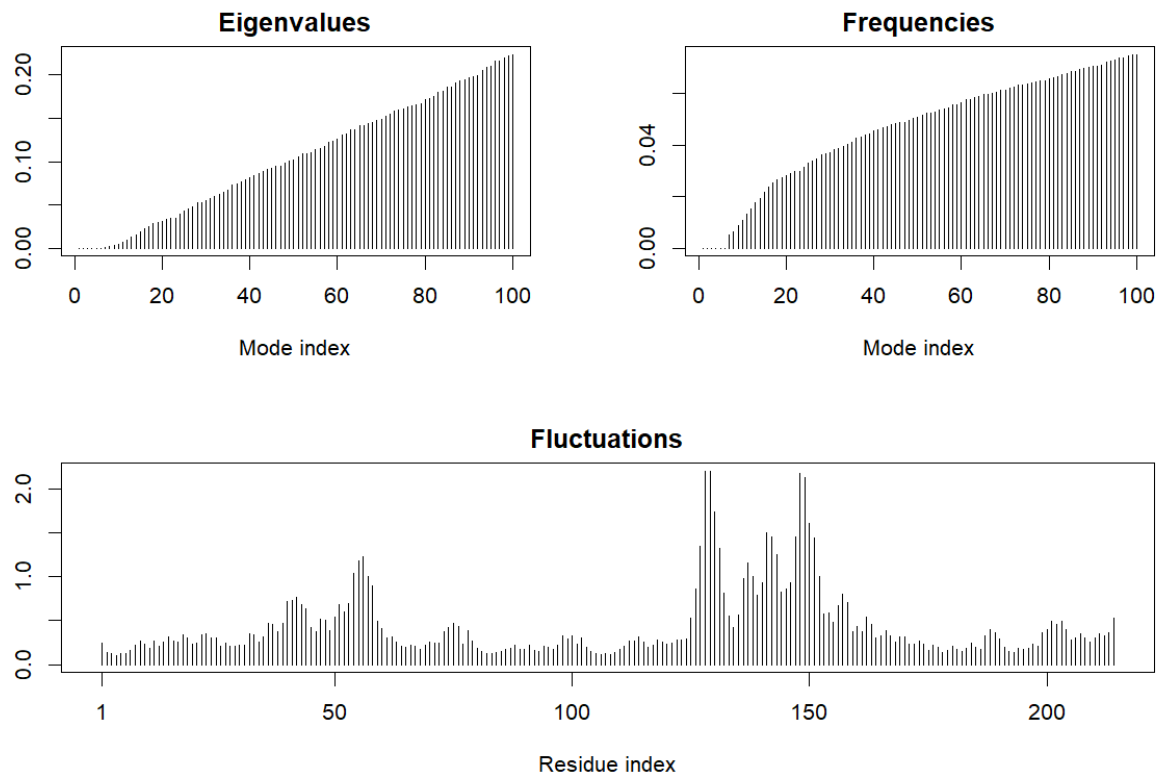 Eigenvalues
0.20
0.10
0.00
0 20 40 60 80 100
Mode index
Frequencies
0.04
0.00
0 20 40 60 80 100
Mode index
Fluctuations
2.0
1.0
0.0
1 50 100 150 200
Residue index